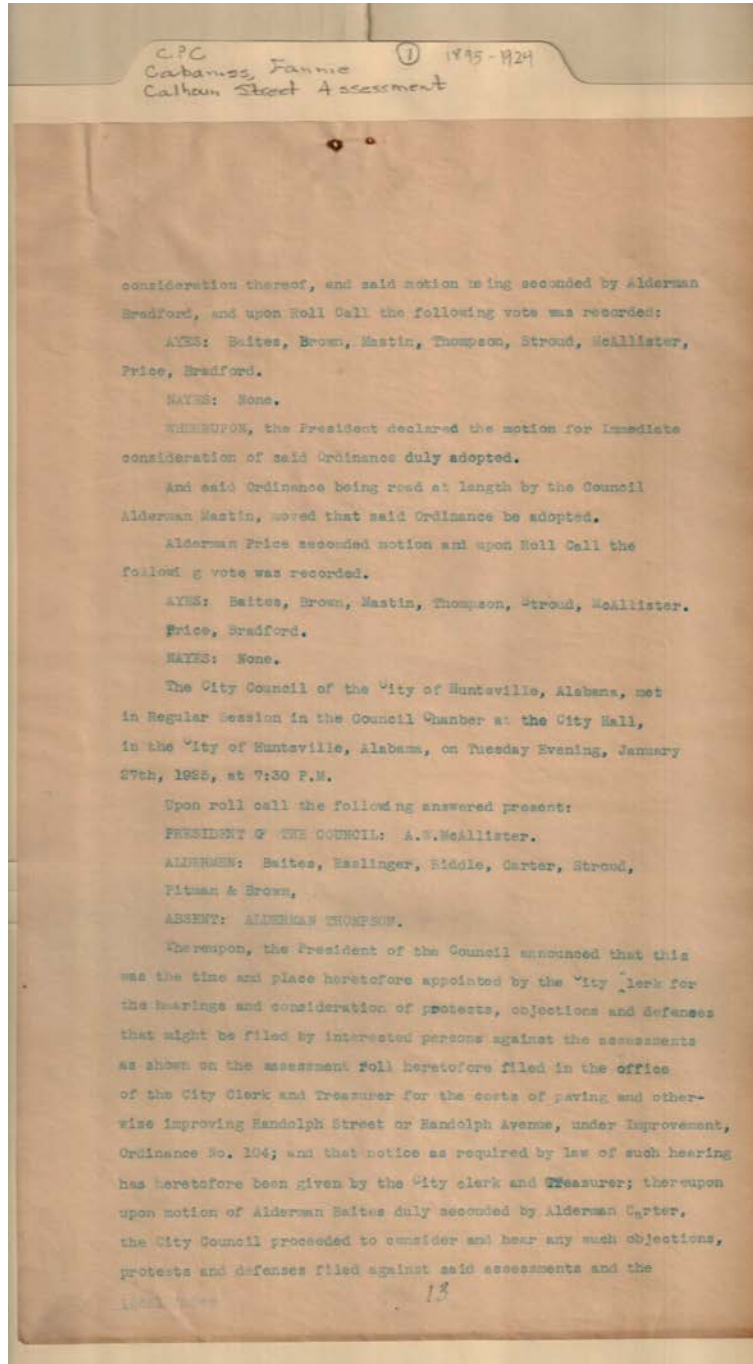 CPC
Cabaniss, Fannie
Calhoun Street Assessment
1 1895-1924
consideration thereof, and said motion being seconded by Alderman
Bradford, and upon Roll Call the following vote was recorded:
AYES: Baites, Brown, Mastin, Thompson, Stroud, McAllister,
Price, Bradford.
NAYES: None.
WHEREUPON, the President declared the motion for Immediate
consideration of said Ordinance duly adopted.
And said Ordinance being read at length by the Council
Alderman Mastin, moved that said Ordinance be adopted.
Alderman Price seconded motion and upon Roll Call the
followi g vote was recorded.
AYES: Baites, Brown, Mastin, Thompson, Stroud, McAllister.
Price, Bradford.
NAYES: None.
The City Council of the City of Huntsville, Alabama, met
in Regular Session in the Council Chanber at the City Hall,
in the City of Huntsville, Alabama, on Tuesday Evening, January
27th, 1925, at 7:30 P.M.
Upon roll call the following answered present:
PRESIDENT OF THE COUNCIL: A.W.McAllister.
ALDERMEN: Baites, Esslinger, Riddle, Carter, Stroud,
Pitman & Brown,
ABSENT: ALDERMAN THOMPSON.
Thereupon, the President of the Council announced that this
was the time and place heretofore appointed by the City Clerk for
the hearings and consideration of protests, objections and defenses
that might be filed by interested persons against the assessments
as shown on the assessment roll heretofore filed in the office
of the City Clerk and Treasurer for the costs of paving and other-
wise improving Randolph Street or Randolph Avenue, under Improvement,
Ordinance No. 104; and that notice as required by law of such hearing
has heretofore been given by the City clerk and Treasurer; thereupon
upon motion of Alderman Baites duly seconded by Alderman Carter,
the City Council proceeded to consider and hear any such objections,
protests and defenses filed against said assessments and the
13